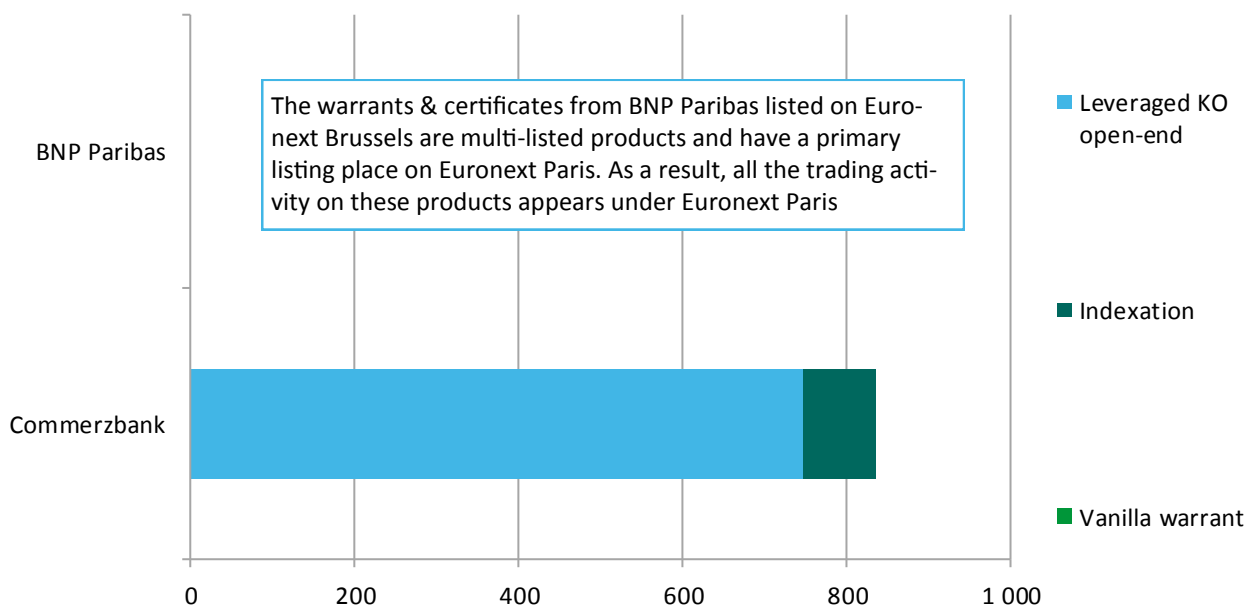 The warrants & certificates from BNP Paribas listed on Euro-
next Brussels are multi-listed products and have a primary
listing place on Euronext Paris. As a result, all the trading acti-
vity on these products appears under Euronext Paris
BNP Paribas
Commerzbank
0 200 400 600 800 1 000
Leveraged KO
open-end
Indexation
Vanilla warrant